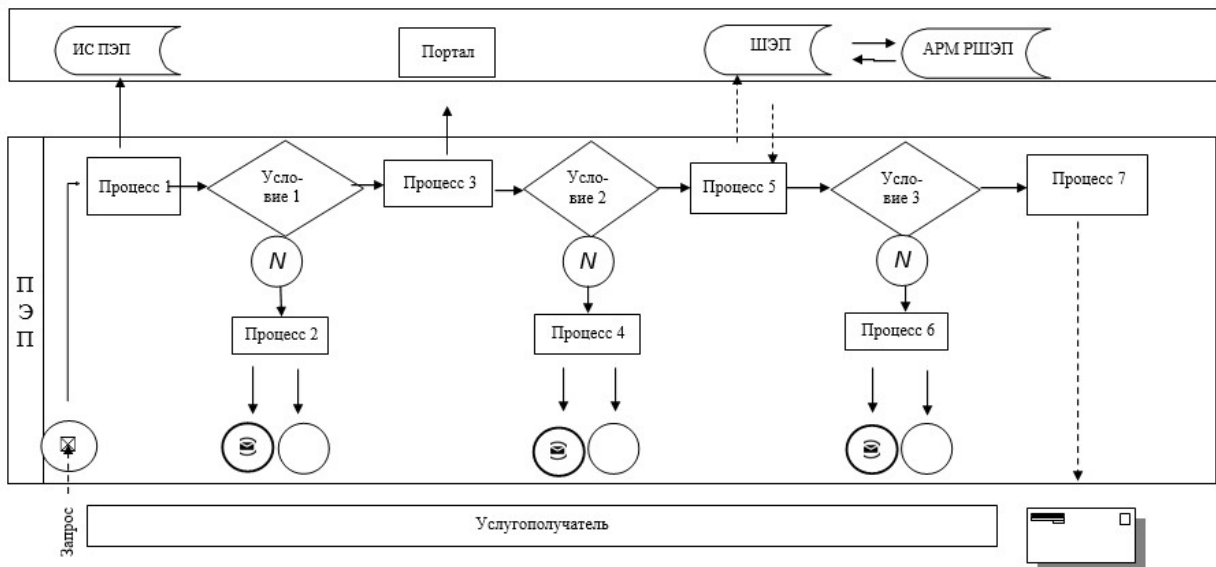 ИС ПЭП
Портал
ШЭП
АРМ РШЭП
Процесс 1
Усло-
вие 1
Процесс 3
Усло-
вие 2
Процесс 5
Усло-
вие 3
Процесс 7
N
N
N
П
Э
П
Процесс 2
Процесс 4
Процесс 6
Запрос
Услугополучатель